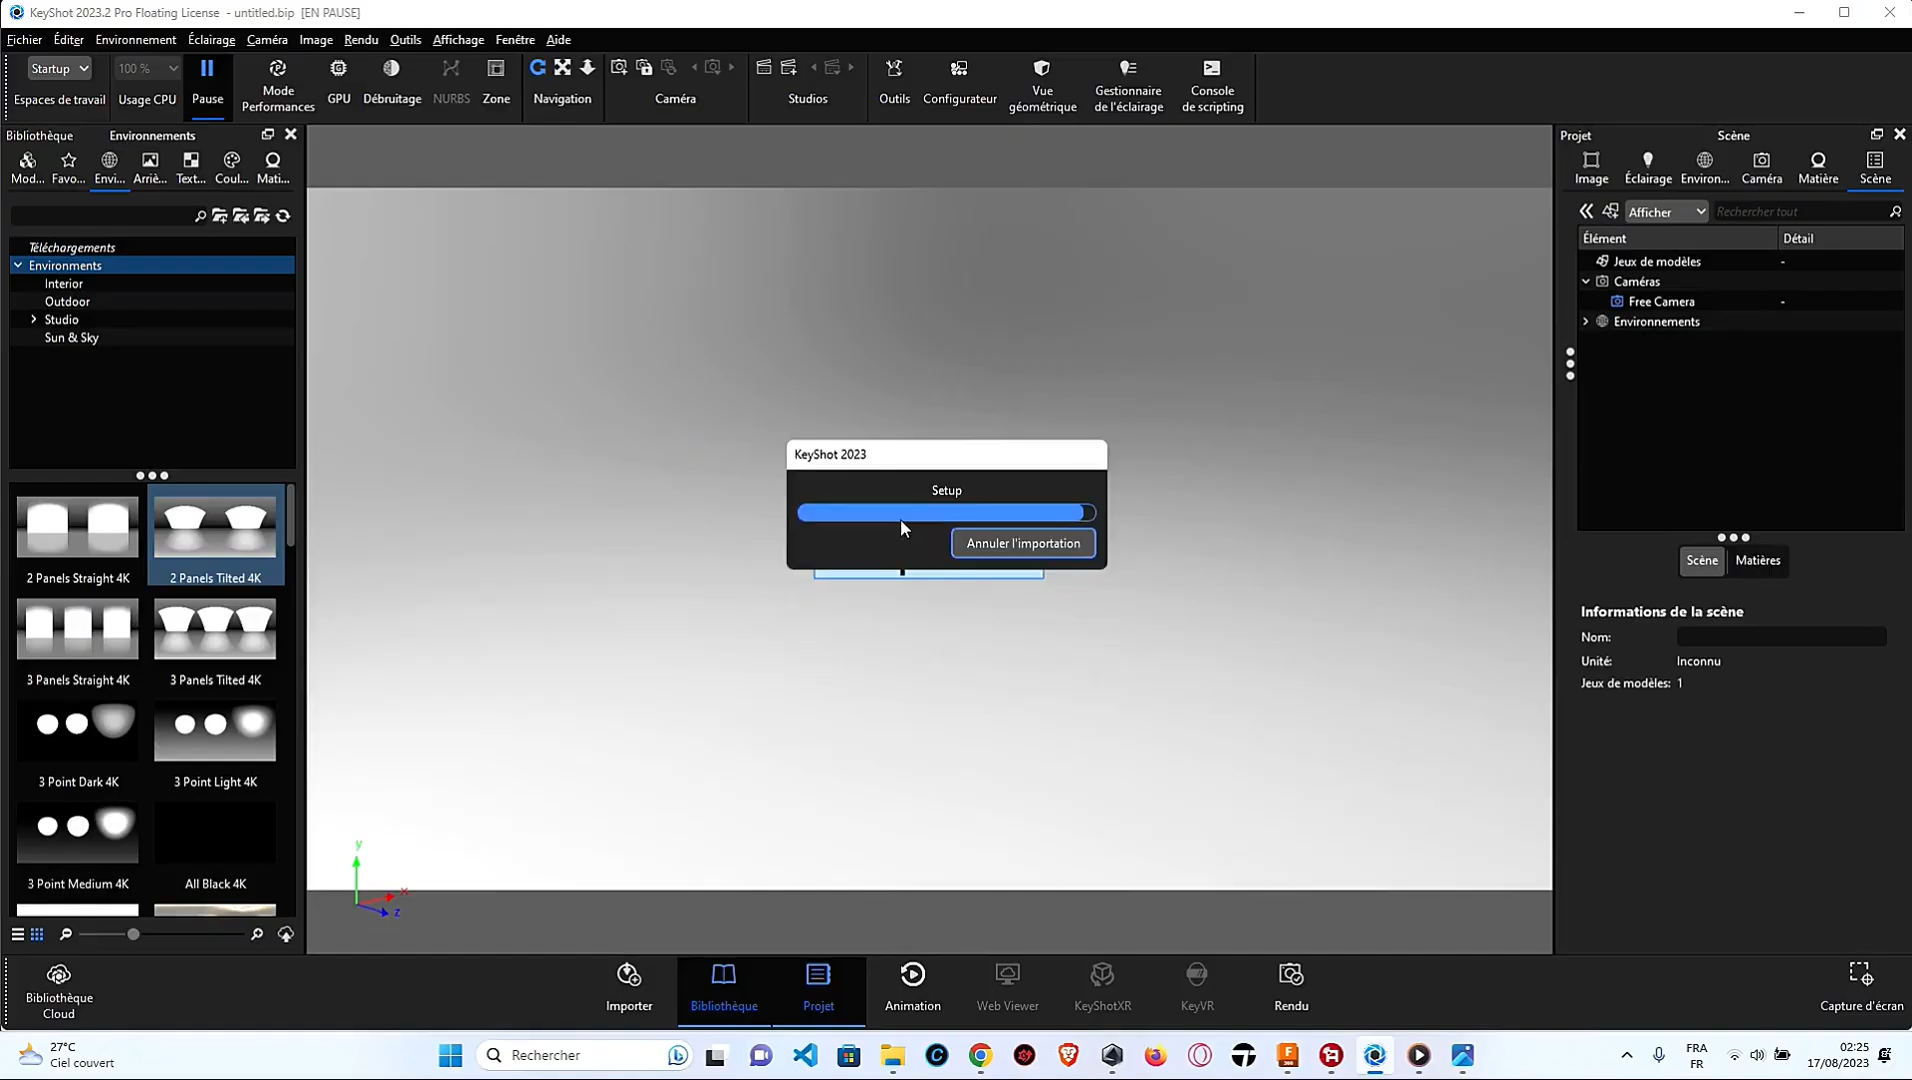 KeyShot 2023.2 Pro Floating License - untitled.bip [EN PAUSE]
Fichier Éditer Environnement Éclairage Caméra Image Rendu Outils Affichage Fenêtre Aide
Startup
Espaces de travail
100 %
Usage CPU
Pause
Mode
Performances
GPU
Débruitage
NURBS
Zone
Navigation
Caméra
Studios
Outils
Configurateur
Vue
géométrique
Gestionnaire
de l'éclairage
Console
de scripting
Bibliothèque
Environnements
Mod... Favo... Envi... Arriè... Text... Coul... Mati...
Téléchargements
Environments
Interior
Outdoor
Studio
Sun & Sky
2 Panels Straight 4K
2 Panels Tilted 4K
3 Panels Straight 4K
3 Panels Tilted 4K
3 Point Dark 4K
3 Point Light 4K
3 Point Medium 4K
All Black 4K
KeyShot 2023
Setup
Annuler l'importation
y
x
z
Projet
Scène
Image Éclairage Environ... Caméra Matière Scène
Afficher
Rechercher tout
Élément Détail
Jeux de modèles -
Caméras
Free Camera -
Environnements
Scène Matières
Informations de la scène
Nom:
Unité: Inconnu
Jeux de modèles: 1
Bibliothèque
Cloud
Importer
Bibliothèque
Projet
Animation
Web Viewer
KeyShotXR
KeyVR
Rendu
Capture d'écran
27°C
Ciel couvert
Rechercher
FRA
FR
02:25
17/08/2023